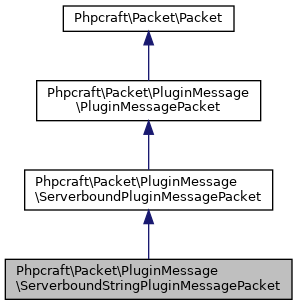 Phpcraft\Packet\Packet
Phpcraft\Packet\PluginMessage
\PluginMessagePacket
Phpcraft\Packet\PluginMessage
\ServerboundPluginMessagePacket
Phpcraft\Packet\PluginMessage
\ServerboundStringPluginMessagePacket